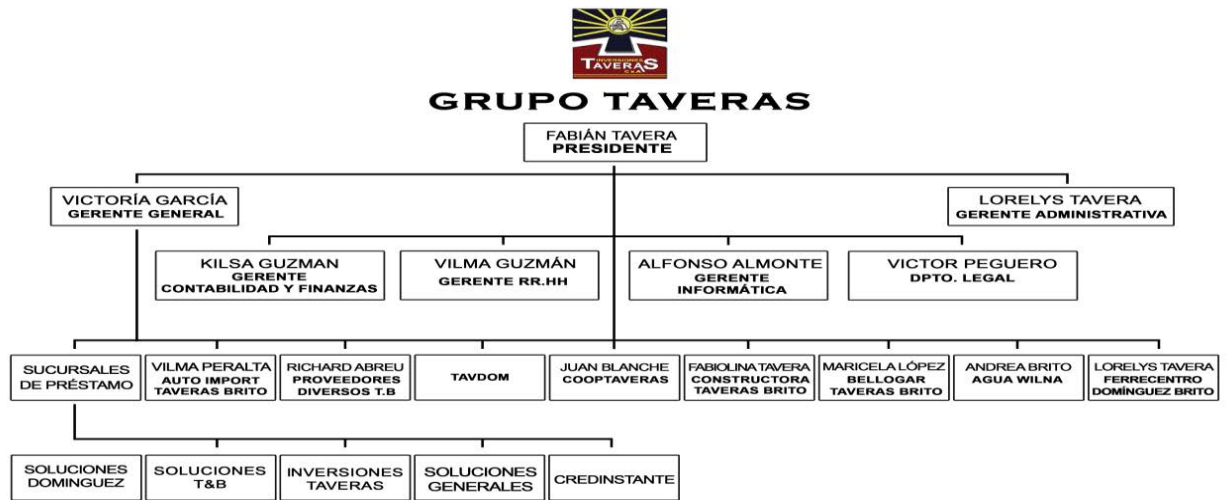 INVERSIONES
TAVERAS
C×A
GRUPO TAVERAS
FABIÁN TAVERA
PRESIDENTE
VICTORÍA GARCÍA
GERENTE GENERAL
LORELYS TAVERA
GERENTE ADMINISTRATIVA
KILSA GUZMAN
GERENTE
CONTABILIDAD Y FINANZAS
VILMA GUZMÁN
GERENTE RR.HH
ALFONSO ALMONTE
GERENTE
INFORMÁTICA
VICTOR PEGUERO
DPTO. LEGAL
SUCURSALES
DE PRÉSTAMO
VILMA PERALTA
AUTO IMPORT
TAVERAS BRITO
RICHARD ABREU
PROVEEDORES
DIVERSOS T.B
TAVDOM
JUAN BLANCHE
COOPTAVERAS
FABIOLINA TAVERA
CONSTRUCTORA
TAVERAS BRITO
MARICELA LÓPEZ
BELLOGAR
TAVERAS BRITO
ANDREA BRITO
AGUA WILNA
LORELYS TAVERA
FERRECENTRO
DOMÍNGUEZ BRITO
SOLUCIONES
DOMINGUEZ
SOLUCIONES
T&B
INVERSIONES
TAVERAS
SOLUCIONES
GENERALES
CREDINSTANTE